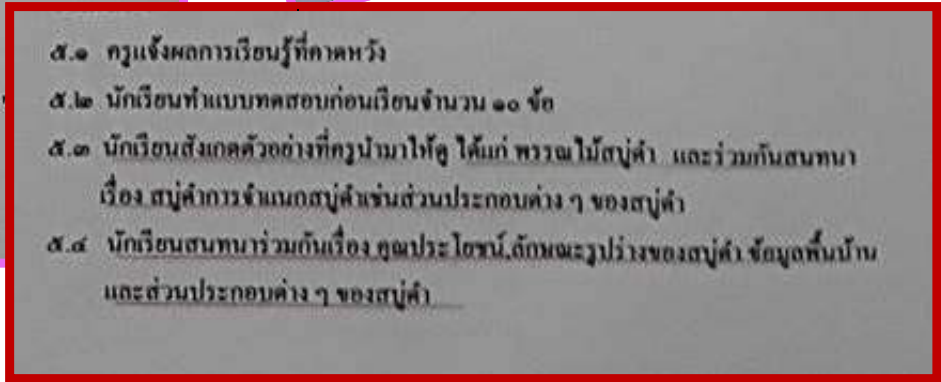 ๕.๑ ครูแจ้งผลการเรียนรู้ที่คาดหวัง
๕.๒ นักเรียนทำแบบทดสอบก่อนเรียนจำนวน ๑๐ ข้อ
๕.๓ นักเรียนสังเกตตัวอย่างที่ครูนำมาให้ดู ได้แก่ พรรณไม้สบู่ดำ และร่วมกันสนทนา
เรื่อง สบู่ดำการจำแนกสบู่ดำเช่นส่วนประกอบต่าง ๆ ของสบู่ดำ
๕.๔ นักเรียนสนทนาร่วมกันเรื่อง คุณประโยชน์,ลักษณะรูปร่างของสบู่ดำ ข้อมูลพื้นบ้าน
และส่วนประกอบต่าง ๆ ของสบู่ดำ